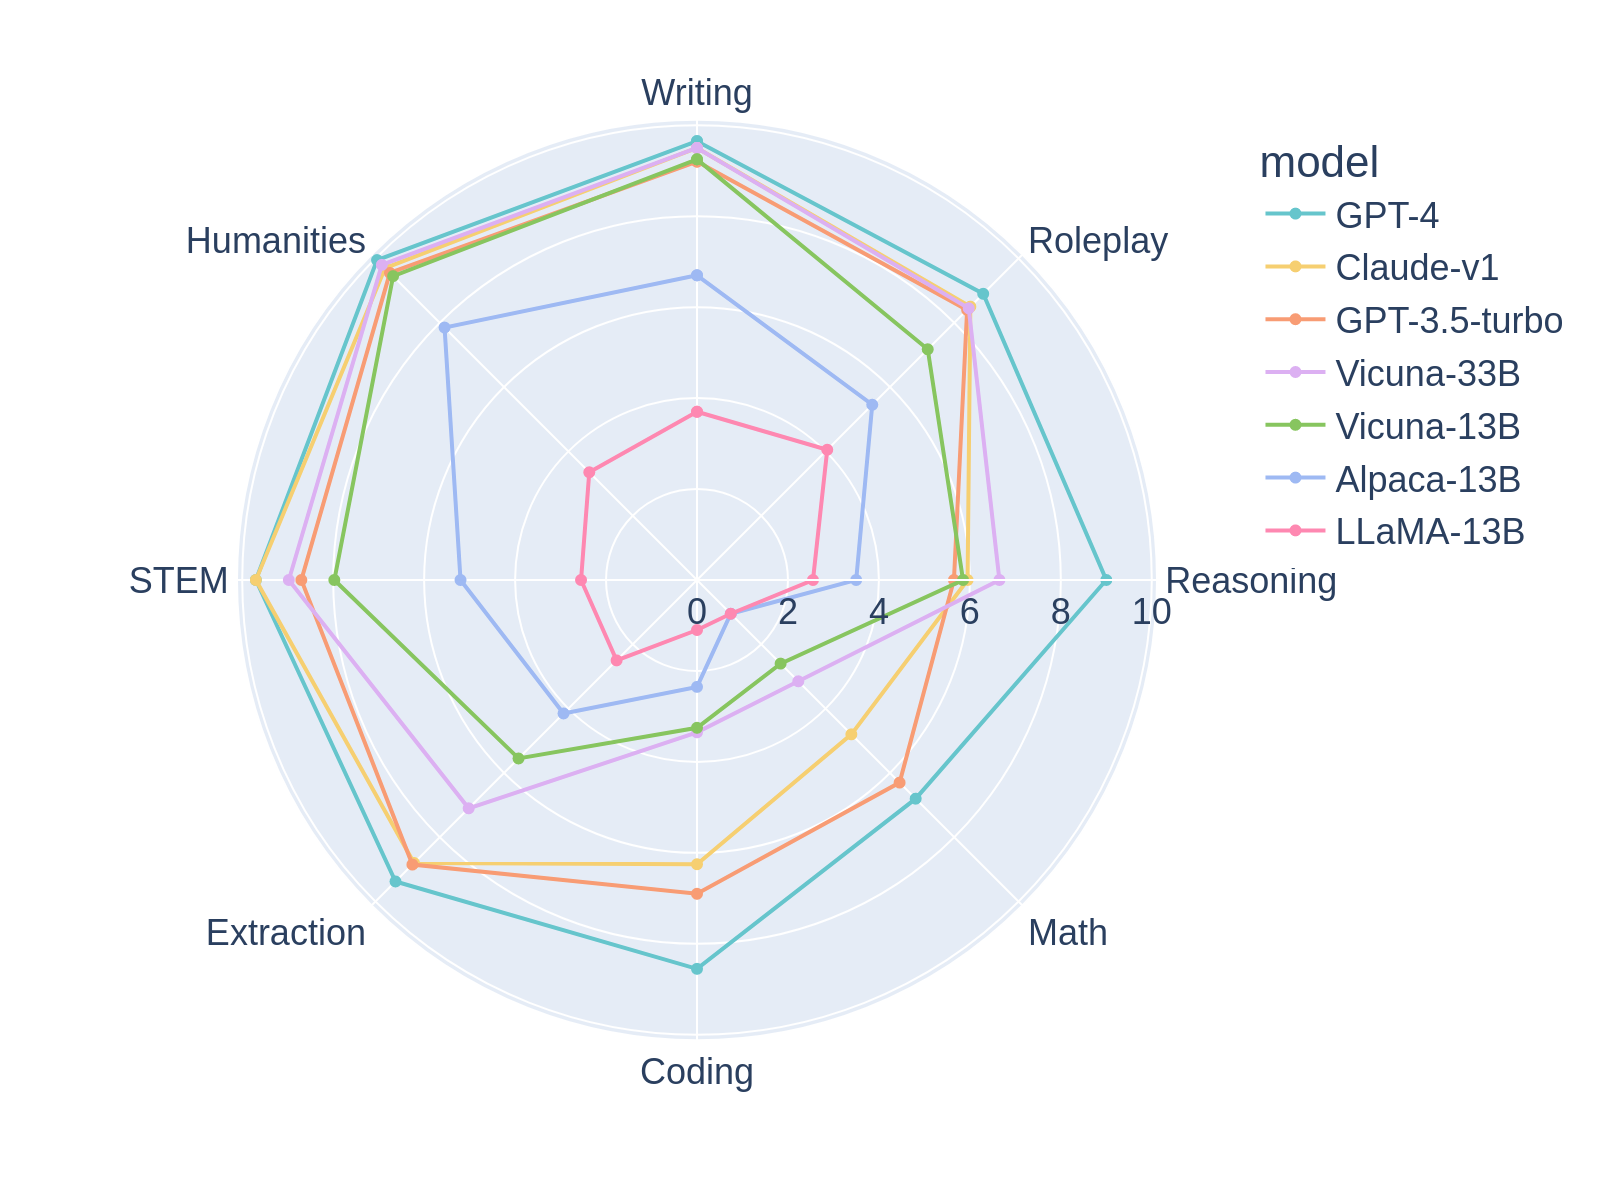 Writing
Humanities
Roleplay
model
GPT-4
Claude-v1
GPT-3.5-turbo
Vicuna-33B
Vicuna-13B
Alpaca-13B
LLaMA-13B
STEM
Reasoning
0 2 4 6 8 10
Extraction
Math
Coding